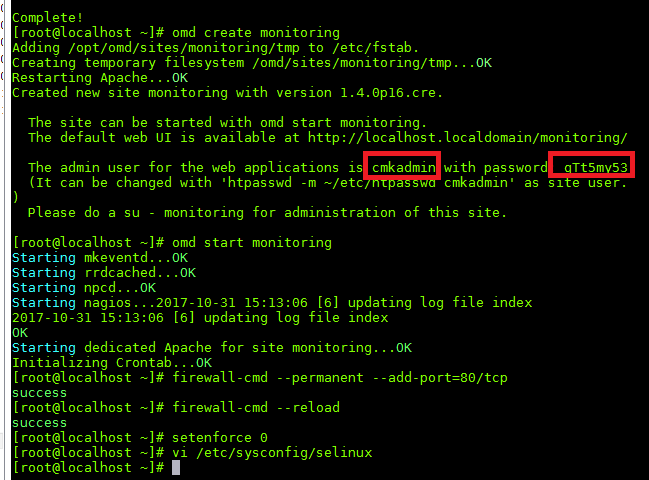 Complete!
[root@localhost ~]# omd create monitoring
Adding /opt/omd/sites/monitoring/tmp to /etc/fstab.
Creating temporary filesystem /omd/sites/monitoring/tmp...OK
Restarting Apache...OK
Created new site monitoring with version 1.4.0p16.cre.
The site can be started with omd start monitoring.
The default web UI is available at http://localhost.localdomain/monitoring/
The admin user for the web applications is cmkadmin with password qTt5my53
(It can be changed with 'htpasswd -m ~/etc/htpasswd cmkadmin' as site user.
)
Please do a su - monitoring for administration of this site.
[root@localhost ~]# omd start monitoring
Starting mkeventd...OK
Starting rrdcached...OK
Starting npcd...OK
Starting nagios...2017-10-31 15:13:06 [6] updating log file index
2017-10-31 15:13:06 [6] updating log file index
OK
Starting dedicated Apache for site monitoring...OK
Initializing Crontab...OK
[root@localhost ~]# firewall-cmd --permanent --add-port=80/tcp
success
[root@localhost ~]# firewall-cmd --reload
success
[root@localhost ~]# setenforce 0
[root@localhost ~]# vi /etc/sysconfig/selinux
[root@localhost ~]#